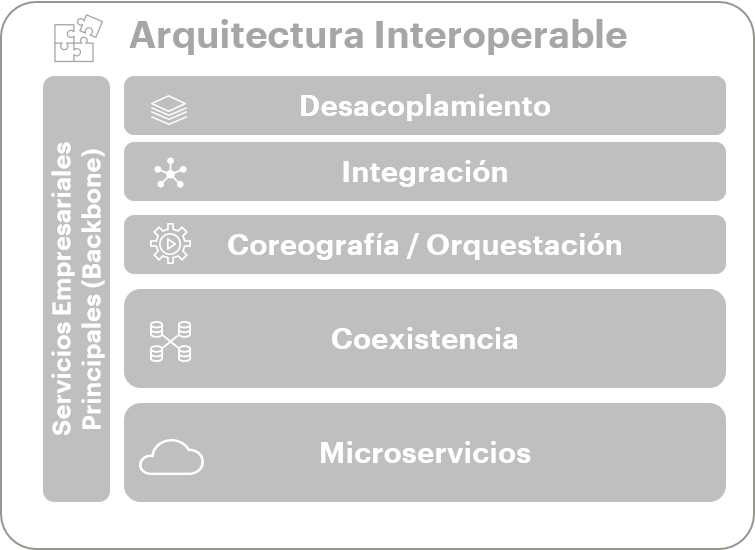 Arquitectura Interoperable
Servicios Empresariales
Principales (Backbone)
Desacoplamiento
Integración
Coreografía / Orquestación
Coexistencia
Microservicios